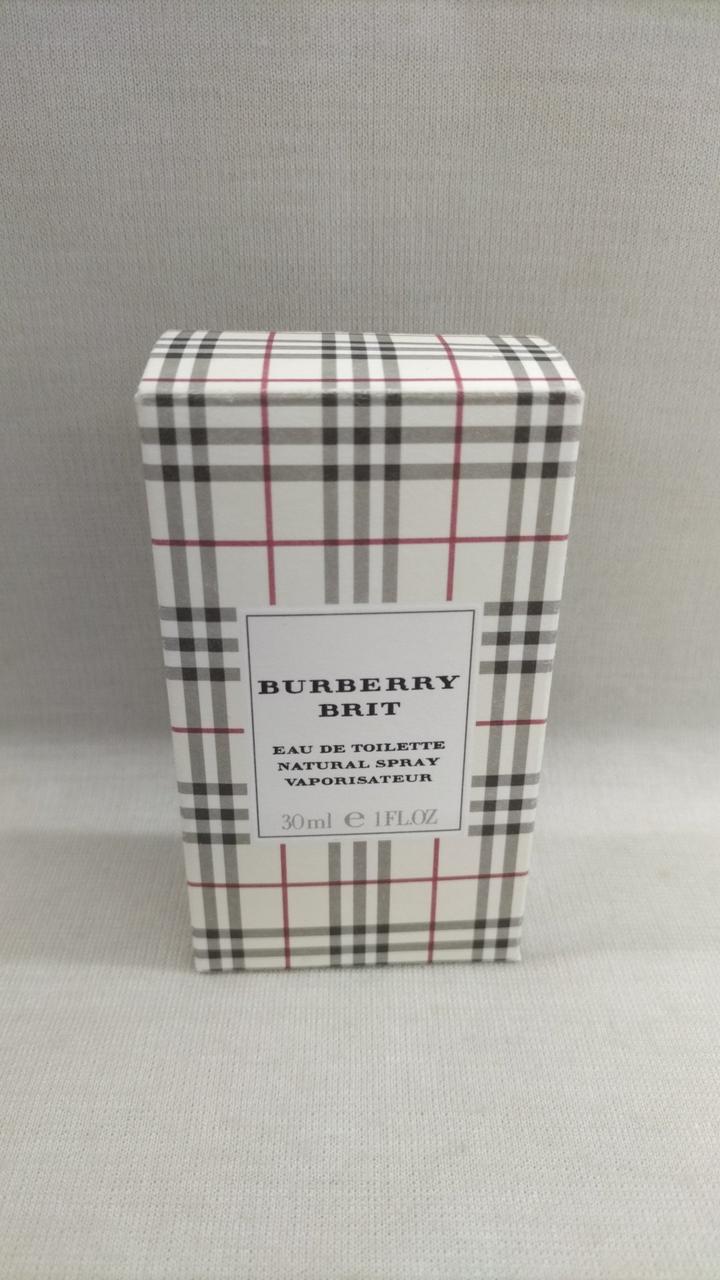 BURBERRY
BRIT
EAU DE TOILETTE
NATURAL SPRAY
VAPORISATEUR
30ml ℮ 1FL.OZ